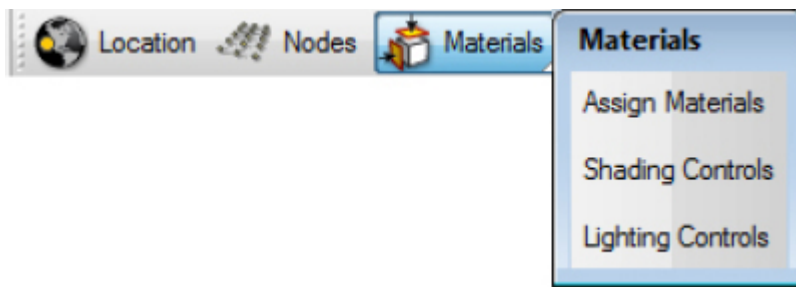 Location Nodes Materials Materials
Assign Materials
Shading Controls
Lighting Controls